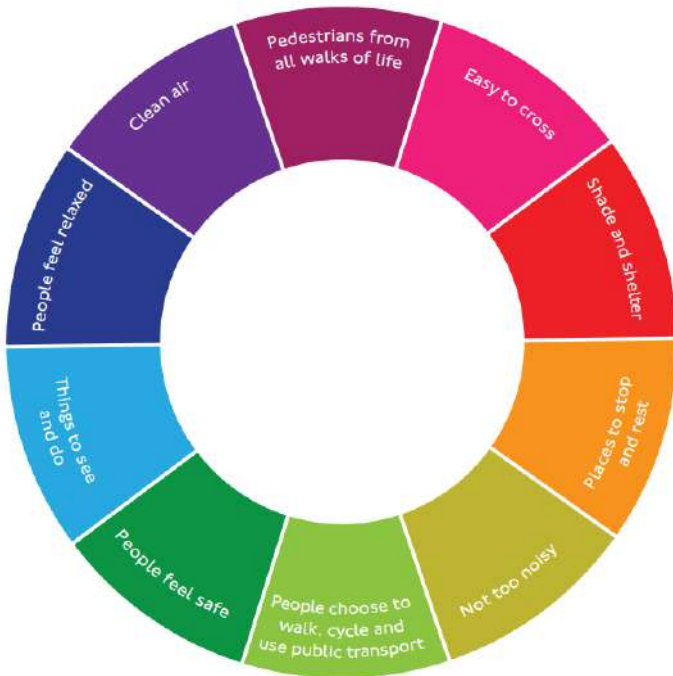 Pedestrians from
all walks of life
Easy to cross
Shade and shelter
Places to stop
and rest
Not too noisy
People choose to
walk, cycle and
use public transport
People feel safe
Things to see
and do
People feel relaxed
Clean air